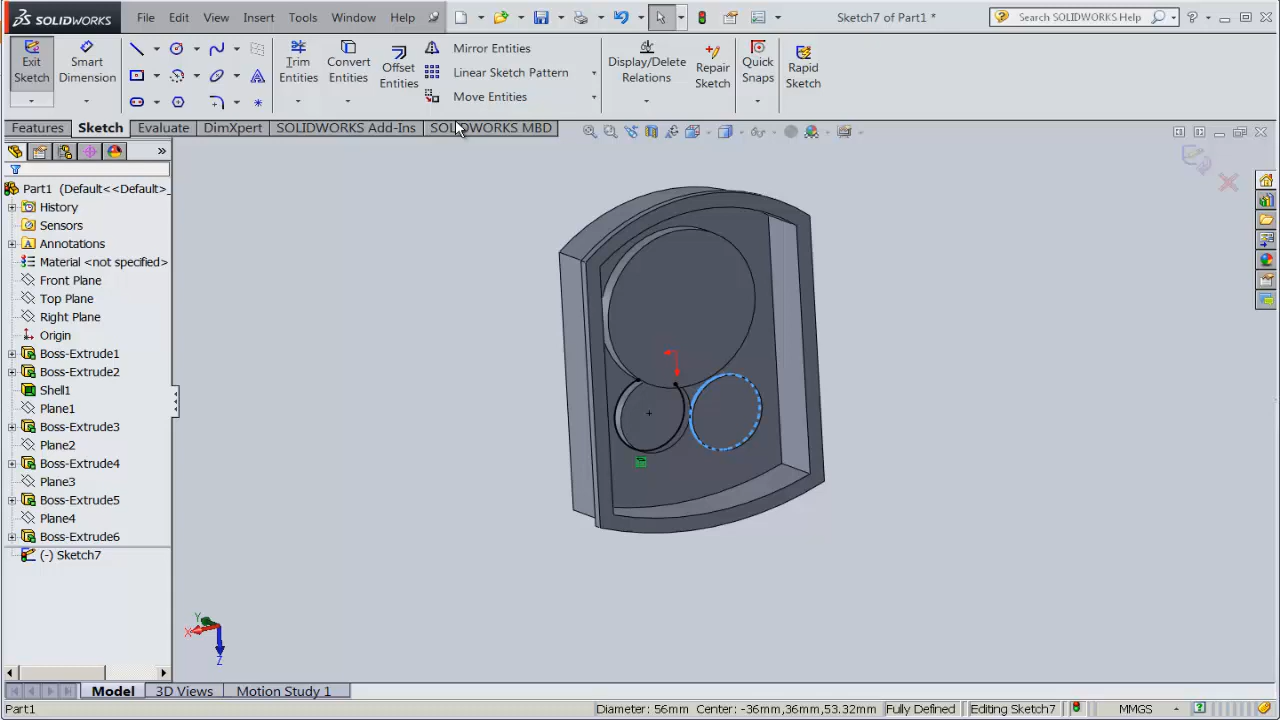 SOLIDWORKS File Edit View Insert Tools Window Help Sketch7 of Part1 * Search SOLIDWORKS Help
Exit Sketch
Smart Dimension
Trim Entities
Convert Entities
Offset Entities
Mirror Entities
Linear Sketch Pattern
Move Entities
Display/Delete Relations
Repair Sketch
Quick Snaps
Rapid Sketch
Features Sketch Evaluate DimXpert SOLIDWORKS Add-Ins SOLIDWORKS MBD
Part1 (Default<<Default>_
History
Sensors
Annotations
Material <not specified>
Front Plane
Top Plane
Right Plane
Origin
Boss-Extrude1
Boss-Extrude2
Shell1
Plane1
Boss-Extrude3
Plane2
Boss-Extrude4
Plane3
Boss-Extrude5
Plane4
Boss-Extrude6
(-) Sketch7
Y
X
Z
Model 3D Views Motion Study 1
Part1 Diameter: 56mm Center: -36mm,36mm,53.32mm Fully Defined Editing Sketch7 MMGS